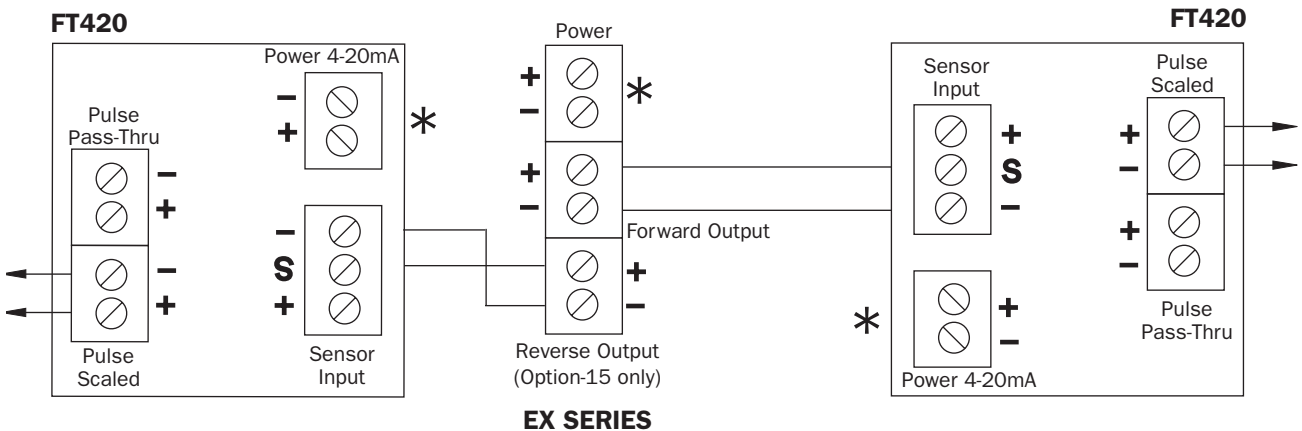 FT420
Power 4-20mA
−
+
*
Pulse
Pass-Thru
−
+
−
+
Pulse
Scaled
−
S
+
Sensor
Input
Power
+
−
*
+
−
Forward Output
+
−
Reverse Output
(Option-15 only)
EX SERIES
FT420
Sensor
Input
+
S
−
Pulse
Scaled
+
−
+
−
Pulse
Pass-Thru
*
+
−
Power 4-20mA